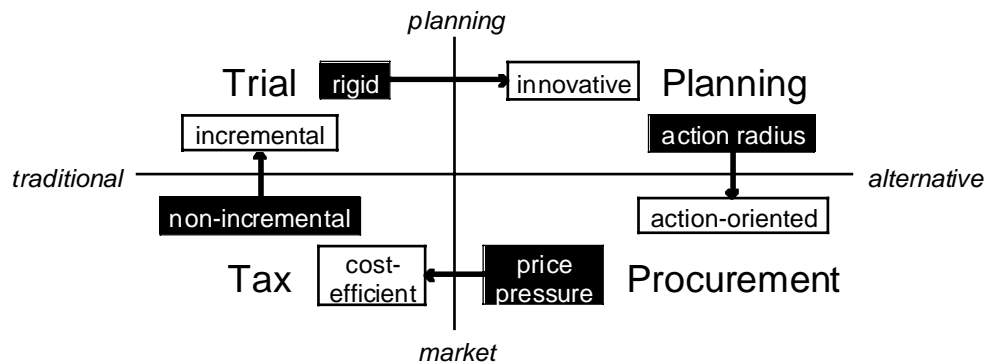 planning
Trial rigid innovative Planning
incremental action radius
traditional alternative
non-incremental action-oriented
Tax cost-
efficient price
pressure Procurement
market